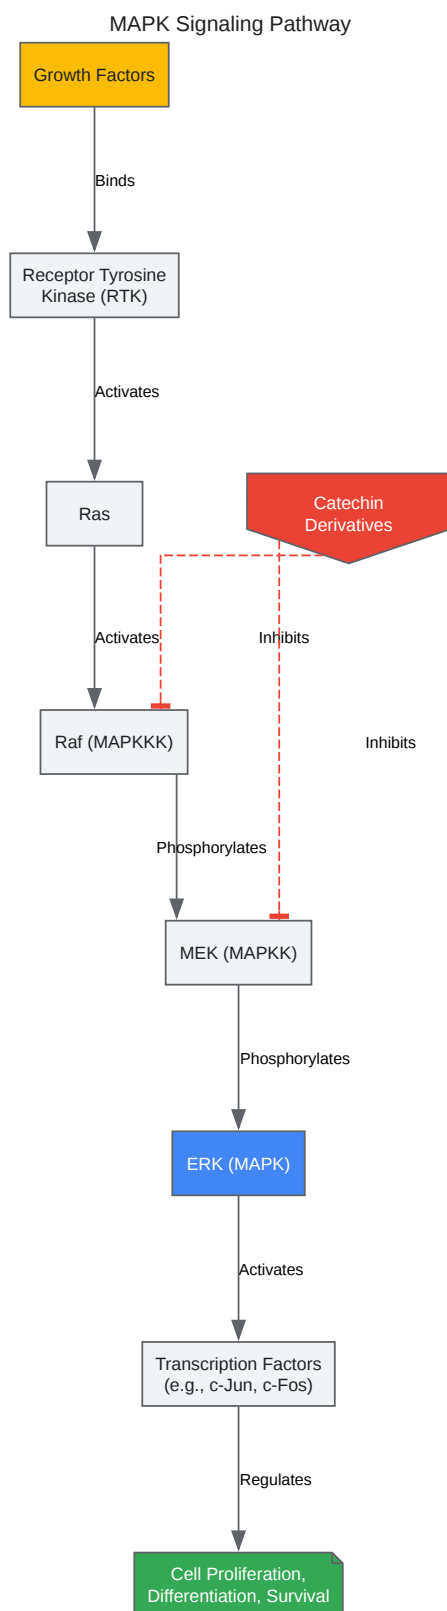 MAPK Signaling Pathway
Growth Factors
Binds
Receptor Tyrosine
Kinase (RTK)
Activates
Ras
Catechin
Derivatives
Activates
Inhibits
Raf (MAPKKK)
Inhibits
Phosphorylates
MEK (MAPKK)
Phosphorylates
ERK (MAPK)
Activates
Transcription Factors
(e.g., c-Jun, c-Fos)
Regulates
Cell Proliferation,
Differentiation, Survival